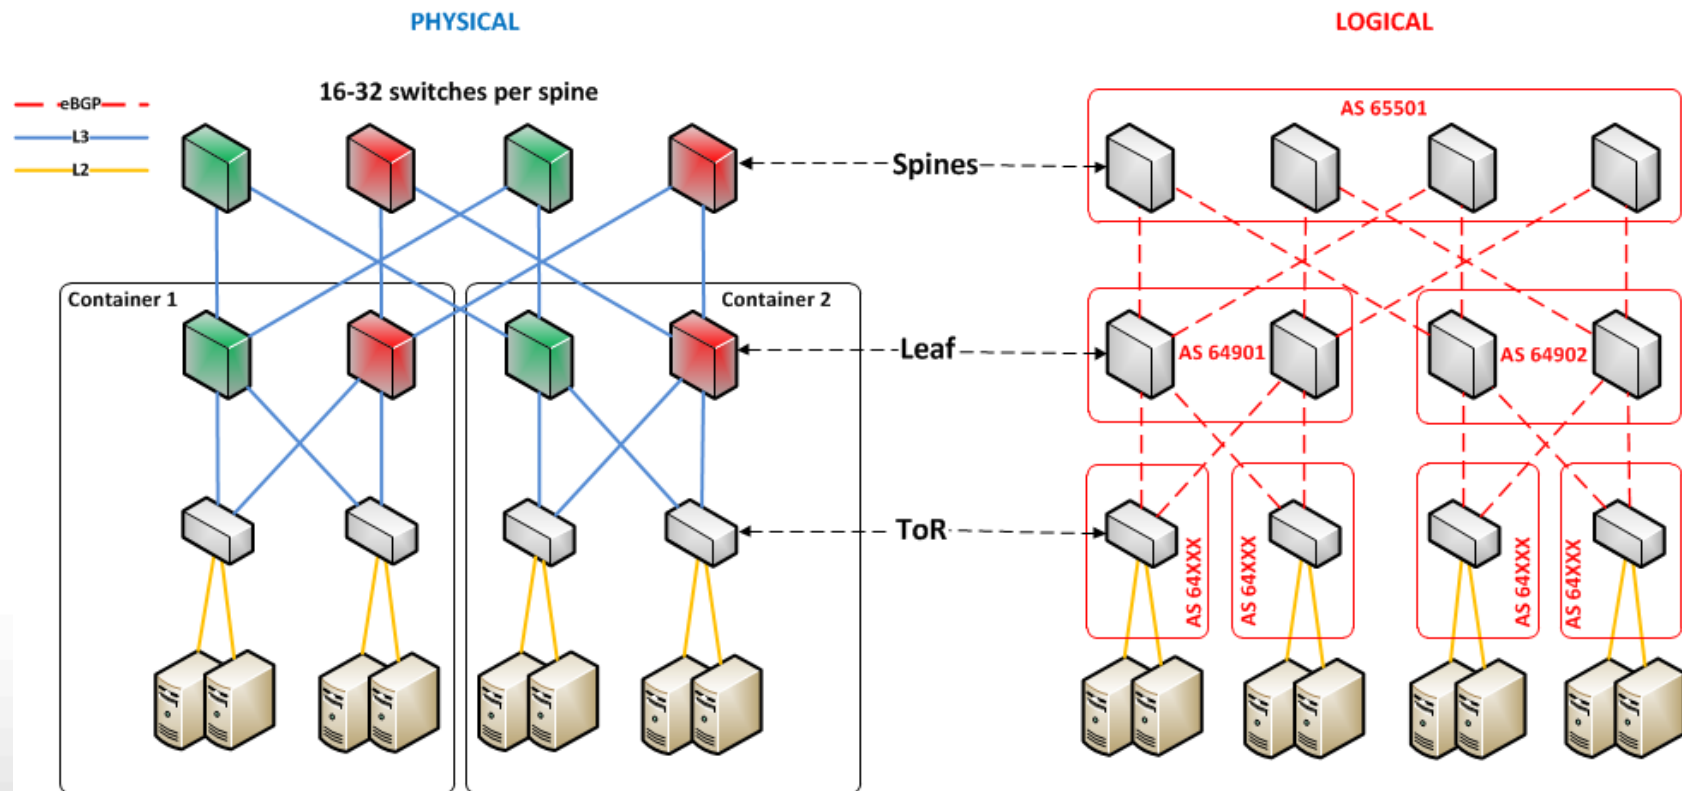 PHYSICAL
LOGICAL
eBGP
L3
L2
16-32 switches per spine
AS 65501
Spines
Container 1
Container 2
Leaf
AS 64901
AS 64902
ToR
AS 64XXX
AS 64XXX
AS 64XXX
AS 64XXX